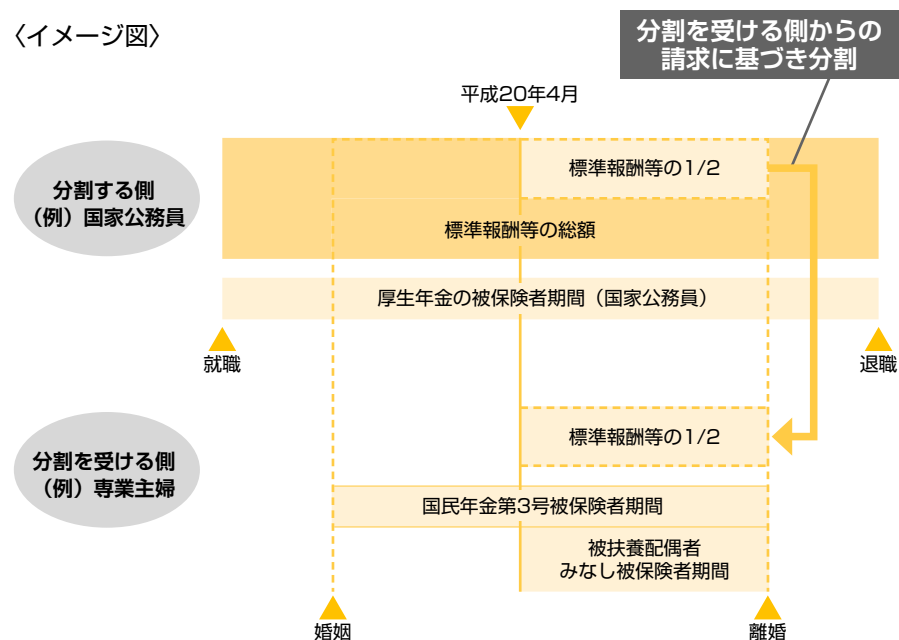 〈イメージ図〉
分割を受ける側からの
請求に基づき分割
平成20年4月
標準報酬等の1/2
分割する側
（例）国家公務員
標準報酬等の総額
厚生年金の被保険者期間（国家公務員）
就職
退職
標準報酬等の1/2
分割を受ける側
（例）専業主婦
国民年金第3号被保険者期間
被扶養配偶者
みなし被保険者期間
婚姻
離婚